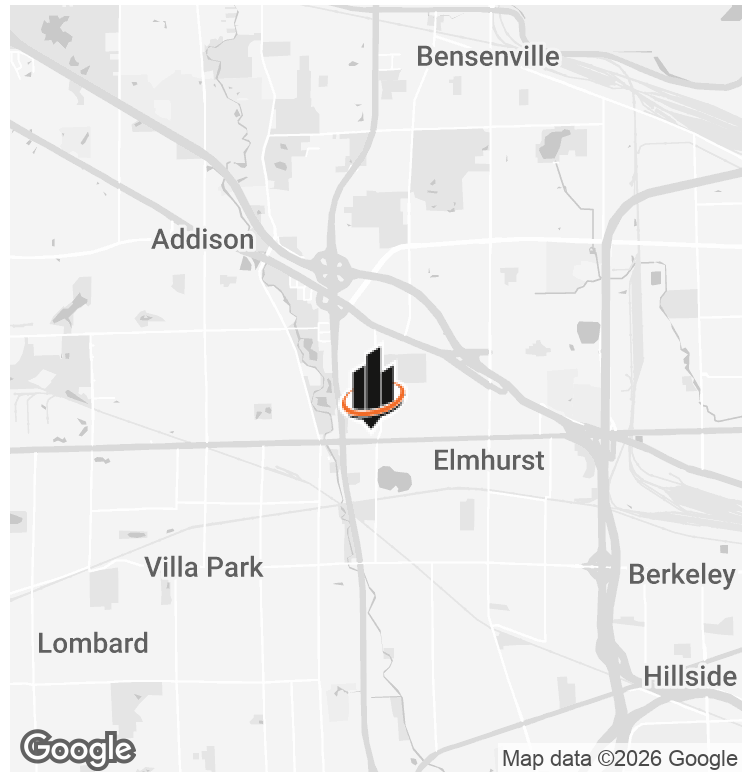 Bensenville
Addison
Elmhurst
Villa Park
Berkeley
Lombard
Hillside
Google
Map data ©2026 Google